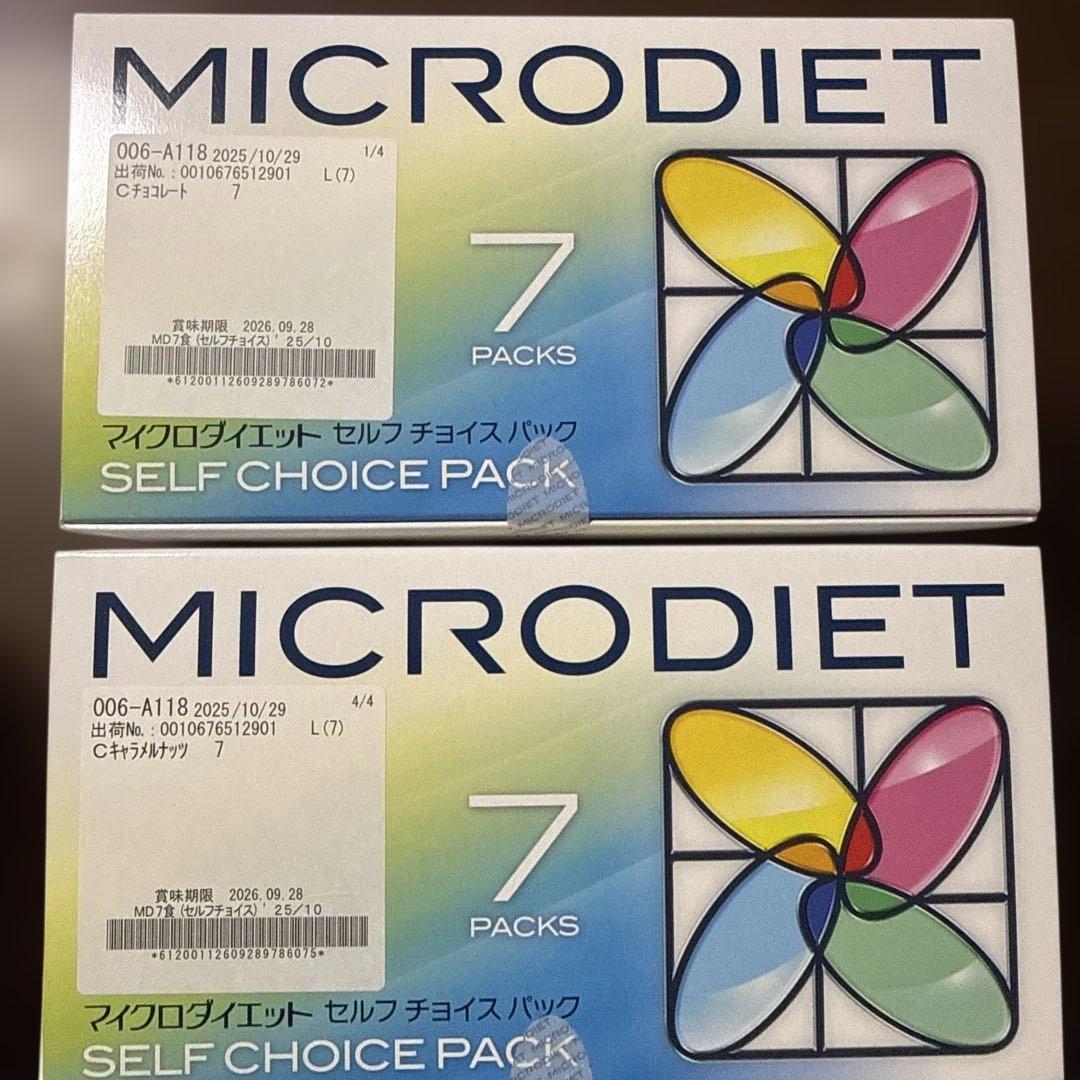 MICRODIET
006-A118 2025/10/29 1/4
出荷No.:0010676512901 L(7)
Cチョコレート 7
賞味期限 2026.09.28
MD7食(セルフチョイス)'25/10
*61200112609289786072*
7
PACKS
マイクロダイエット セルフ チョイス パック
SELF CHOICE PACK
MICRODIET
006-A118 2025/10/29 4/4
出荷No.:0010676512901 L(7)
Cキャラメルナッツ 7
賞味期限 2026.09.28
MD7食(セルフチョイス)'25/10
*61200112609289786075*
7
PACKS
マイクロダイエット セルフ チョイス パック
SELF CHOICE PACK